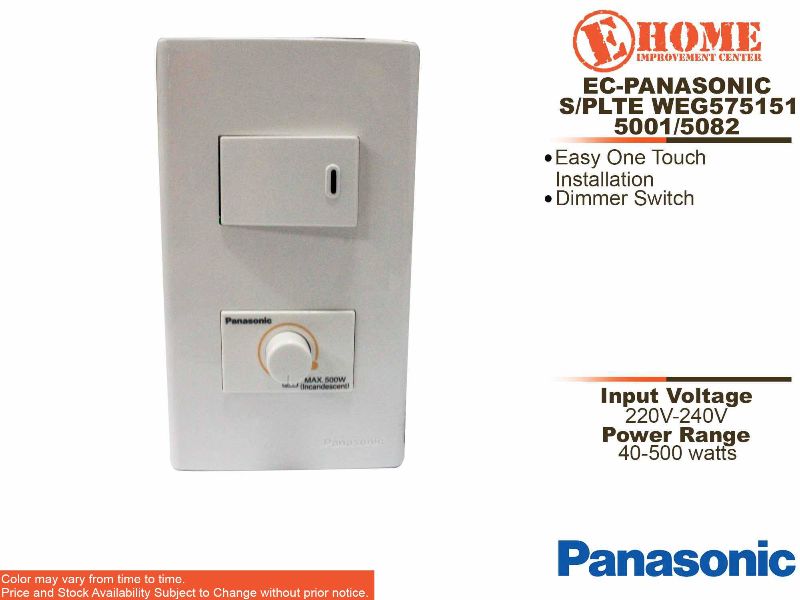 E HOME
IMPROVEMENT CENTER
EC-PANASONIC
S/PLTE WEG575151
5001/5082
•Easy One Touch
Installation
•Dimmer Switch
Panasonic
MAX. 500W
(Incandescent)
Panasonic
Input Voltage
220V-240V
Power Range
40-500 watts
Panasonic
Color may vary from time to time.
Price and Stock Availability Subject to Change without prior notice.